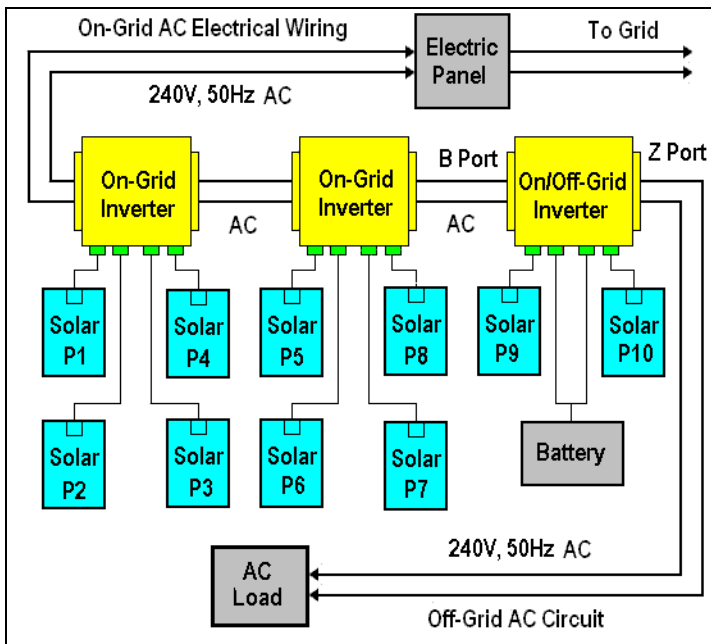 On-Grid AC Electrical Wiring
Electric
Panel
To Grid
240V, 50Hz AC
B Port
Z Port
On-Grid
Inverter
On-Grid
Inverter
On/Off-Grid
Inverter
AC
AC
Solar
P1
Solar
P4
Solar
P5
Solar
P8
Solar
P9
Solar
P10
Solar
P2
Solar
P3
Solar
P6
Solar
P7
Battery
240V, 50Hz AC
AC
Load
Off-Grid AC Circuit